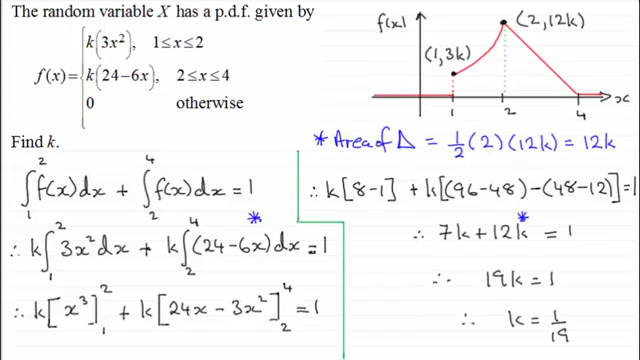 The random variable X has a p.d.f. given by
f(x) = { k(3x²), 1 ≤ x ≤ 2
k(24−6x), 2 ≤ x ≤ 4
0 otherwise
Find k.
∫₁² f(x)dx + ∫₂⁴ f(x)dx = 1
∴ k∫₁² 3x² dx + k∫₂⁴ (24−6x)dx = 1
*
∴ k[x³]₁² + k[24x − 3x²]₂⁴ = 1
f(x)
(2,12k)
(1,3k)
1 2 4 x
* Area of Δ = ½(2)(12k) = 12k
∴ k[8−1] + k[(96−48)−(48−12)] = 1
*
∴ 7k + 12k = 1
∴ 19k = 1
∴ k = 1/19